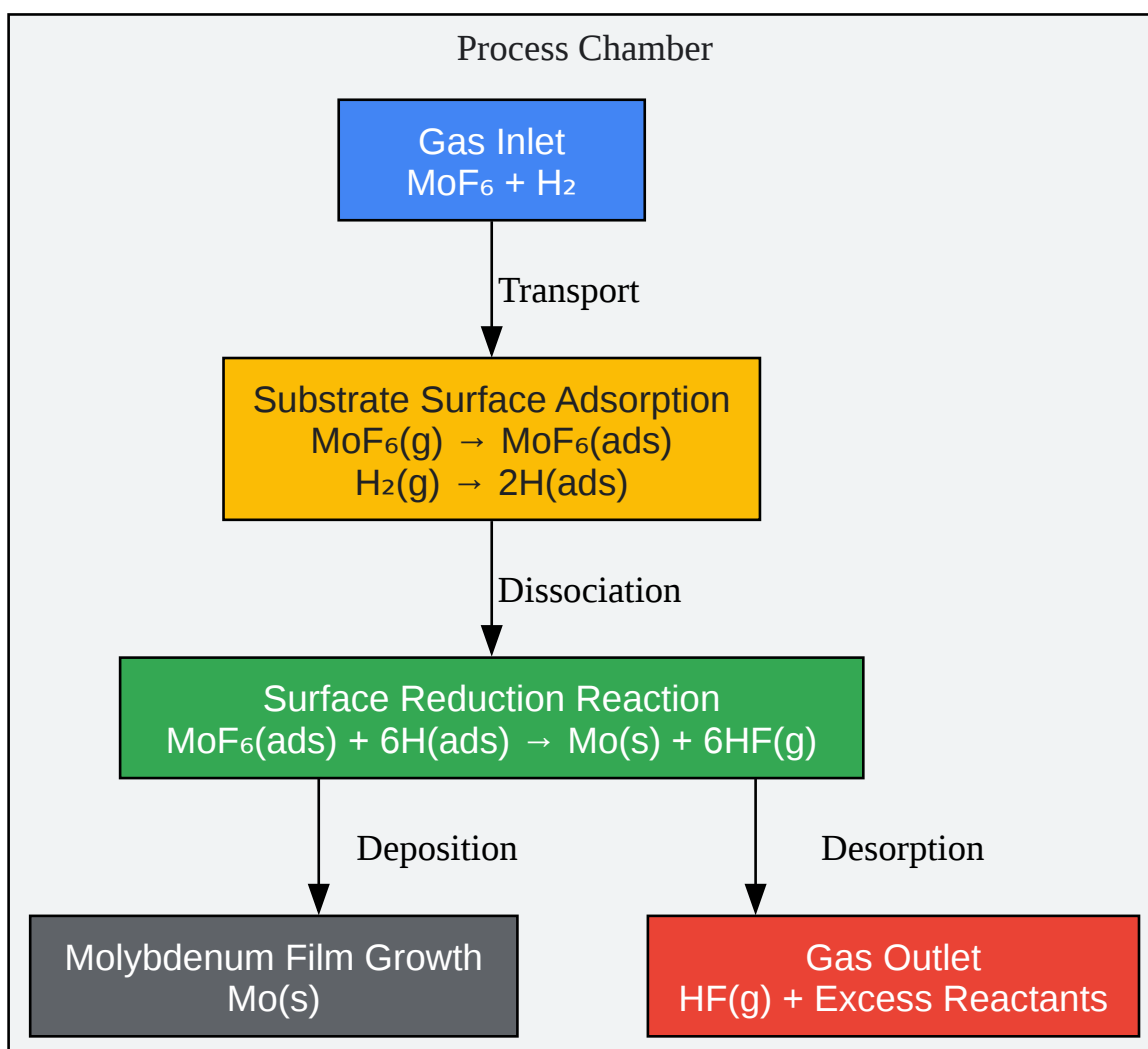 Process Chamber
Gas Inlet
MoF₆ + H₂
Transport
Substrate Surface Adsorption
MoF₆(g) → MoF₆(ads)
H₂(g) → 2H(ads)
Dissociation
Surface Reduction Reaction
MoF₆(ads) + 6H(ads) → Mo(s) + 6HF(g)
Deposition
Desorption
Molybdenum Film Growth
Mo(s)
Gas Outlet
HF(g) + Excess Reactants